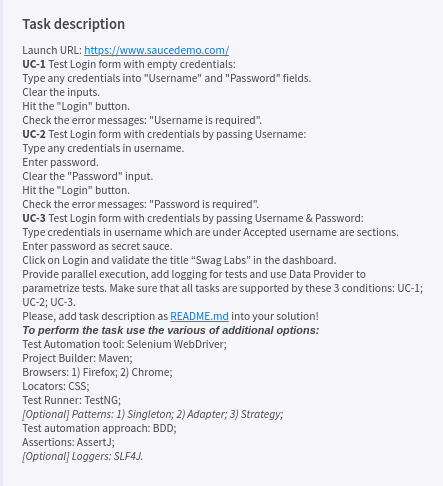 Task description
Launch URL: https://www.saucedemo.com/
UC-1 Test Login form with empty credentials:
Type any credentials into "Username" and "Password" fields.
Clear the inputs.
Hit the "Login" button.
Check the error messages: "Username is required".
UC-2 Test Login form with credentials by passing Username:
Type any credentials in username.
Enter password.
Clear the "Password" input.
Hit the "Login" button.
Check the error messages: "Password is required".
UC-3 Test Login form with credentials by passing Username & Password:
Type credentials in username which are under Accepted username are sections.
Enter password as secret sauce.
Click on Login and validate the title “Swag Labs” in the dashboard.
Provide parallel execution, add logging for tests and use Data Provider to
parametrize tests. Make sure that all tasks are supported by these 3 conditions: UC-1;
UC-2; UC-3.
Please, add task description as README.md into your solution!
To perform the task use the various of additional options:
Test Automation tool: Selenium WebDriver;
Project Builder: Maven;
Browsers: 1) Firefox; 2) Chrome;
Locators: CSS;
Test Runner: TestNG;
[Optional] Patterns: 1) Singleton; 2) Adapter; 3) Strategy;
Test automation approach: BDD;
Assertions: AssertJ;
[Optional] Loggers: SLF4J.